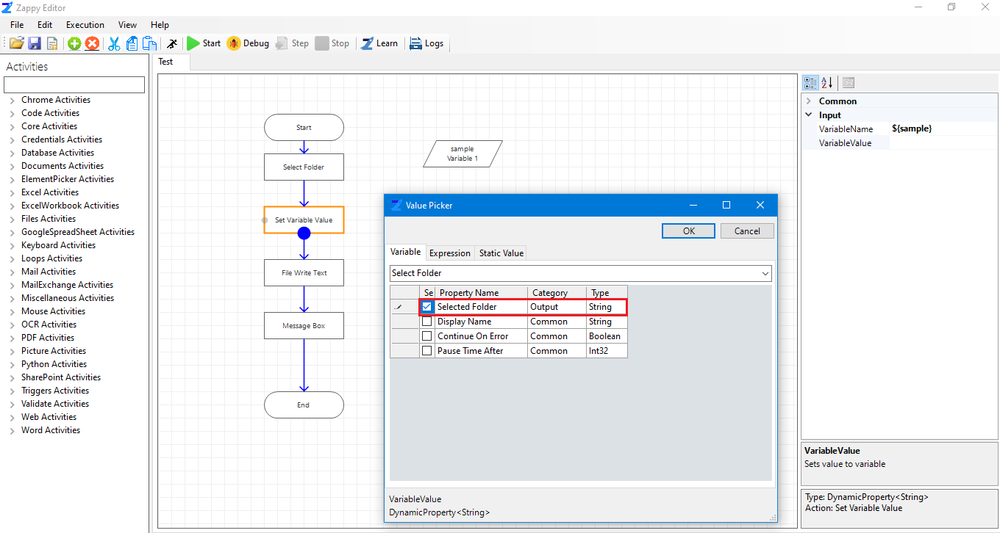 Zappy Editor
File Edit Execution View Help
Start Debug Step Stop Learn Logs
Activities
Chrome Activities
Code Activities
Core Activities
Credentials Activities
Database Activities
Documents Activities
ElementPicker Activities
Excel Activities
ExcelWorkbook Activities
Files Activities
GoogleSpreadSheet Activities
Keyboard Activities
Loops Activities
Mail Activities
MailExchange Activities
Miscellaneous Activities
Mouse Activities
OCR Activities
PDF Activities
Picture Activities
Python Activities
SharePoint Activities
Triggers Activities
Validate Activities
Web Activities
Word Activities
Test
Start
Select Folder
Set Variable Value
File Write Text
Message Box
End
sample
Variable 1
Value Picker
OK Cancel
Variable Expression Static Value
Select Folder
Se Property Name Category Type
Selected Folder Output String
Display Name Common String
Continue On Error Common Boolean
Pause Time After Common Int32
VariableValue
DynamicProperty<String>
Common
Input
VariableName ${sample}
VariableValue
VariableValue
Sets value to variable
Type: DynamicProperty<String>
Action: Set Variable Value